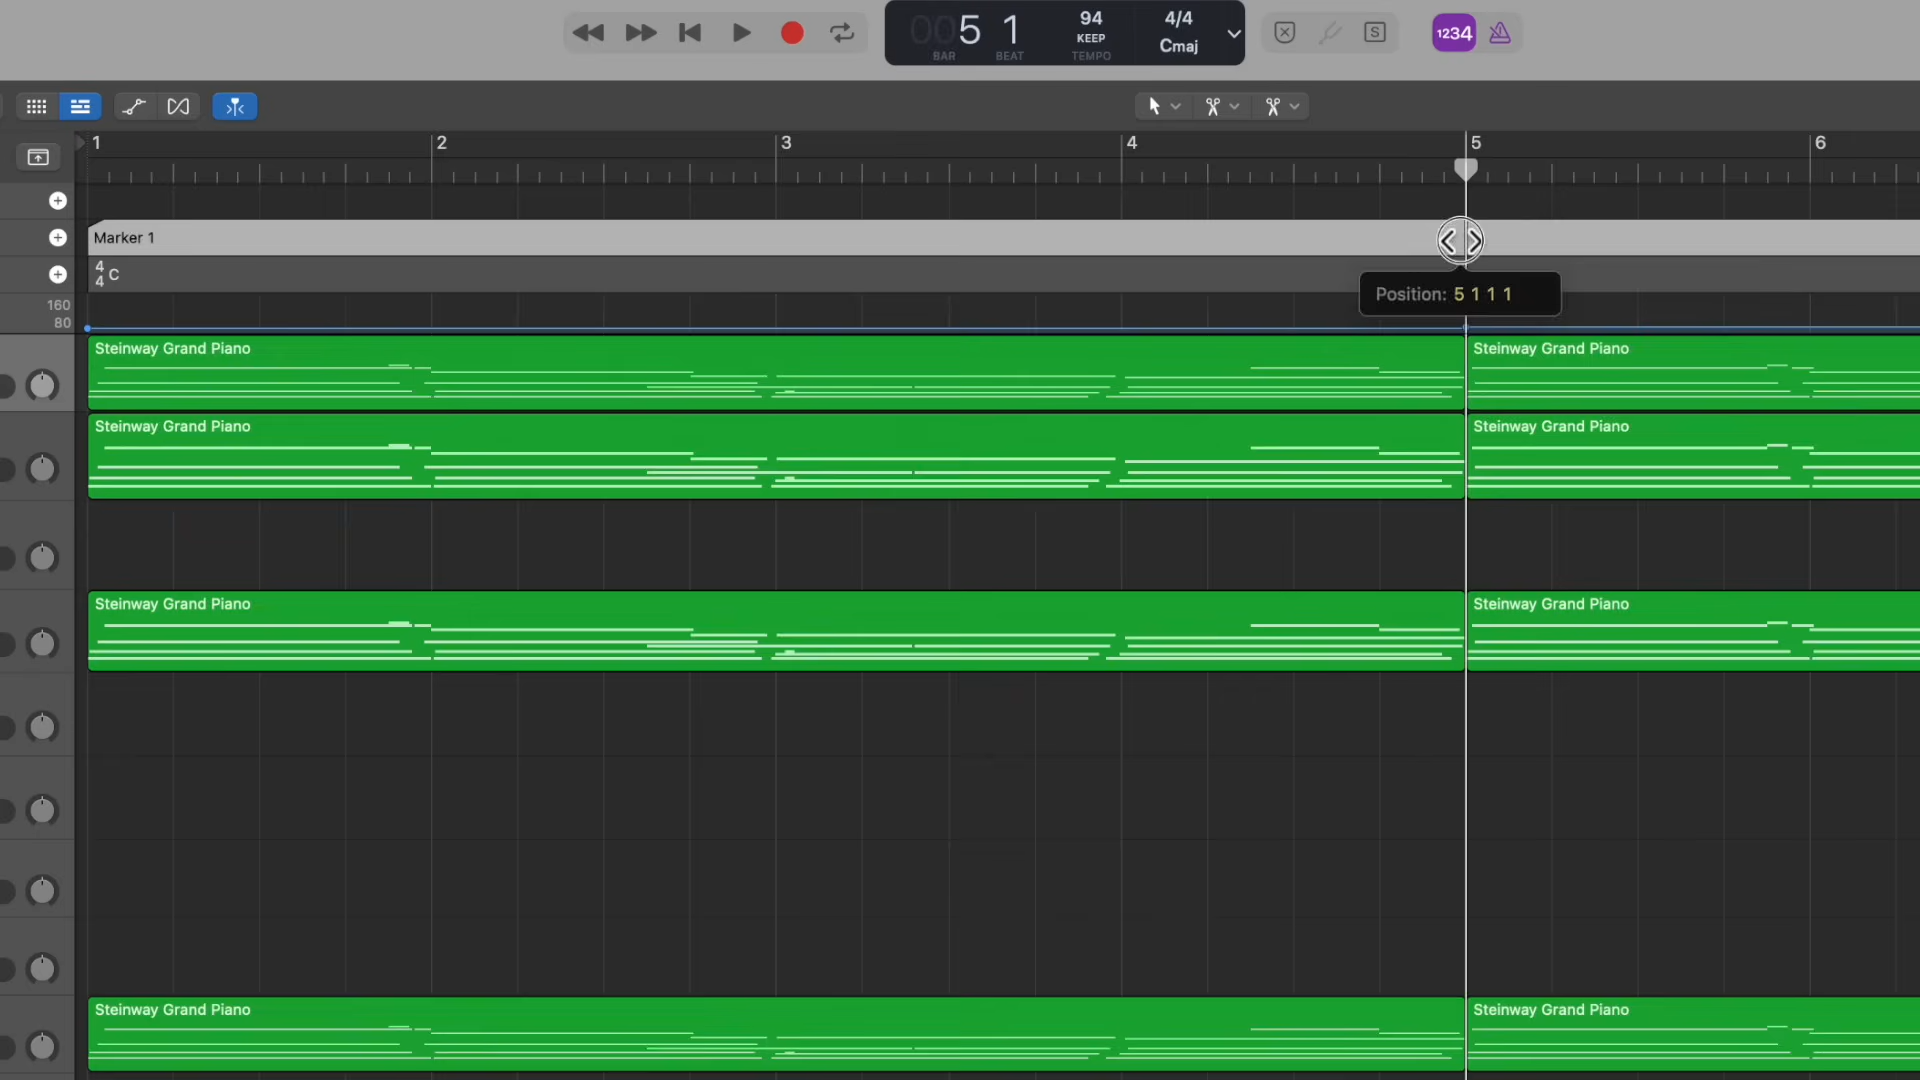 005 1
BAR BEAT
94
KEEP
TEMPO
4/4
Cmaj
S
1234
1 2 3 4 5 6
Marker 1
4
4 C
Position: 5 1 1 1
160
80
Steinway Grand Piano Steinway Grand Piano
Steinway Grand Piano Steinway Grand Piano
Steinway Grand Piano Steinway Grand Piano
Steinway Grand Piano Steinway Grand Piano